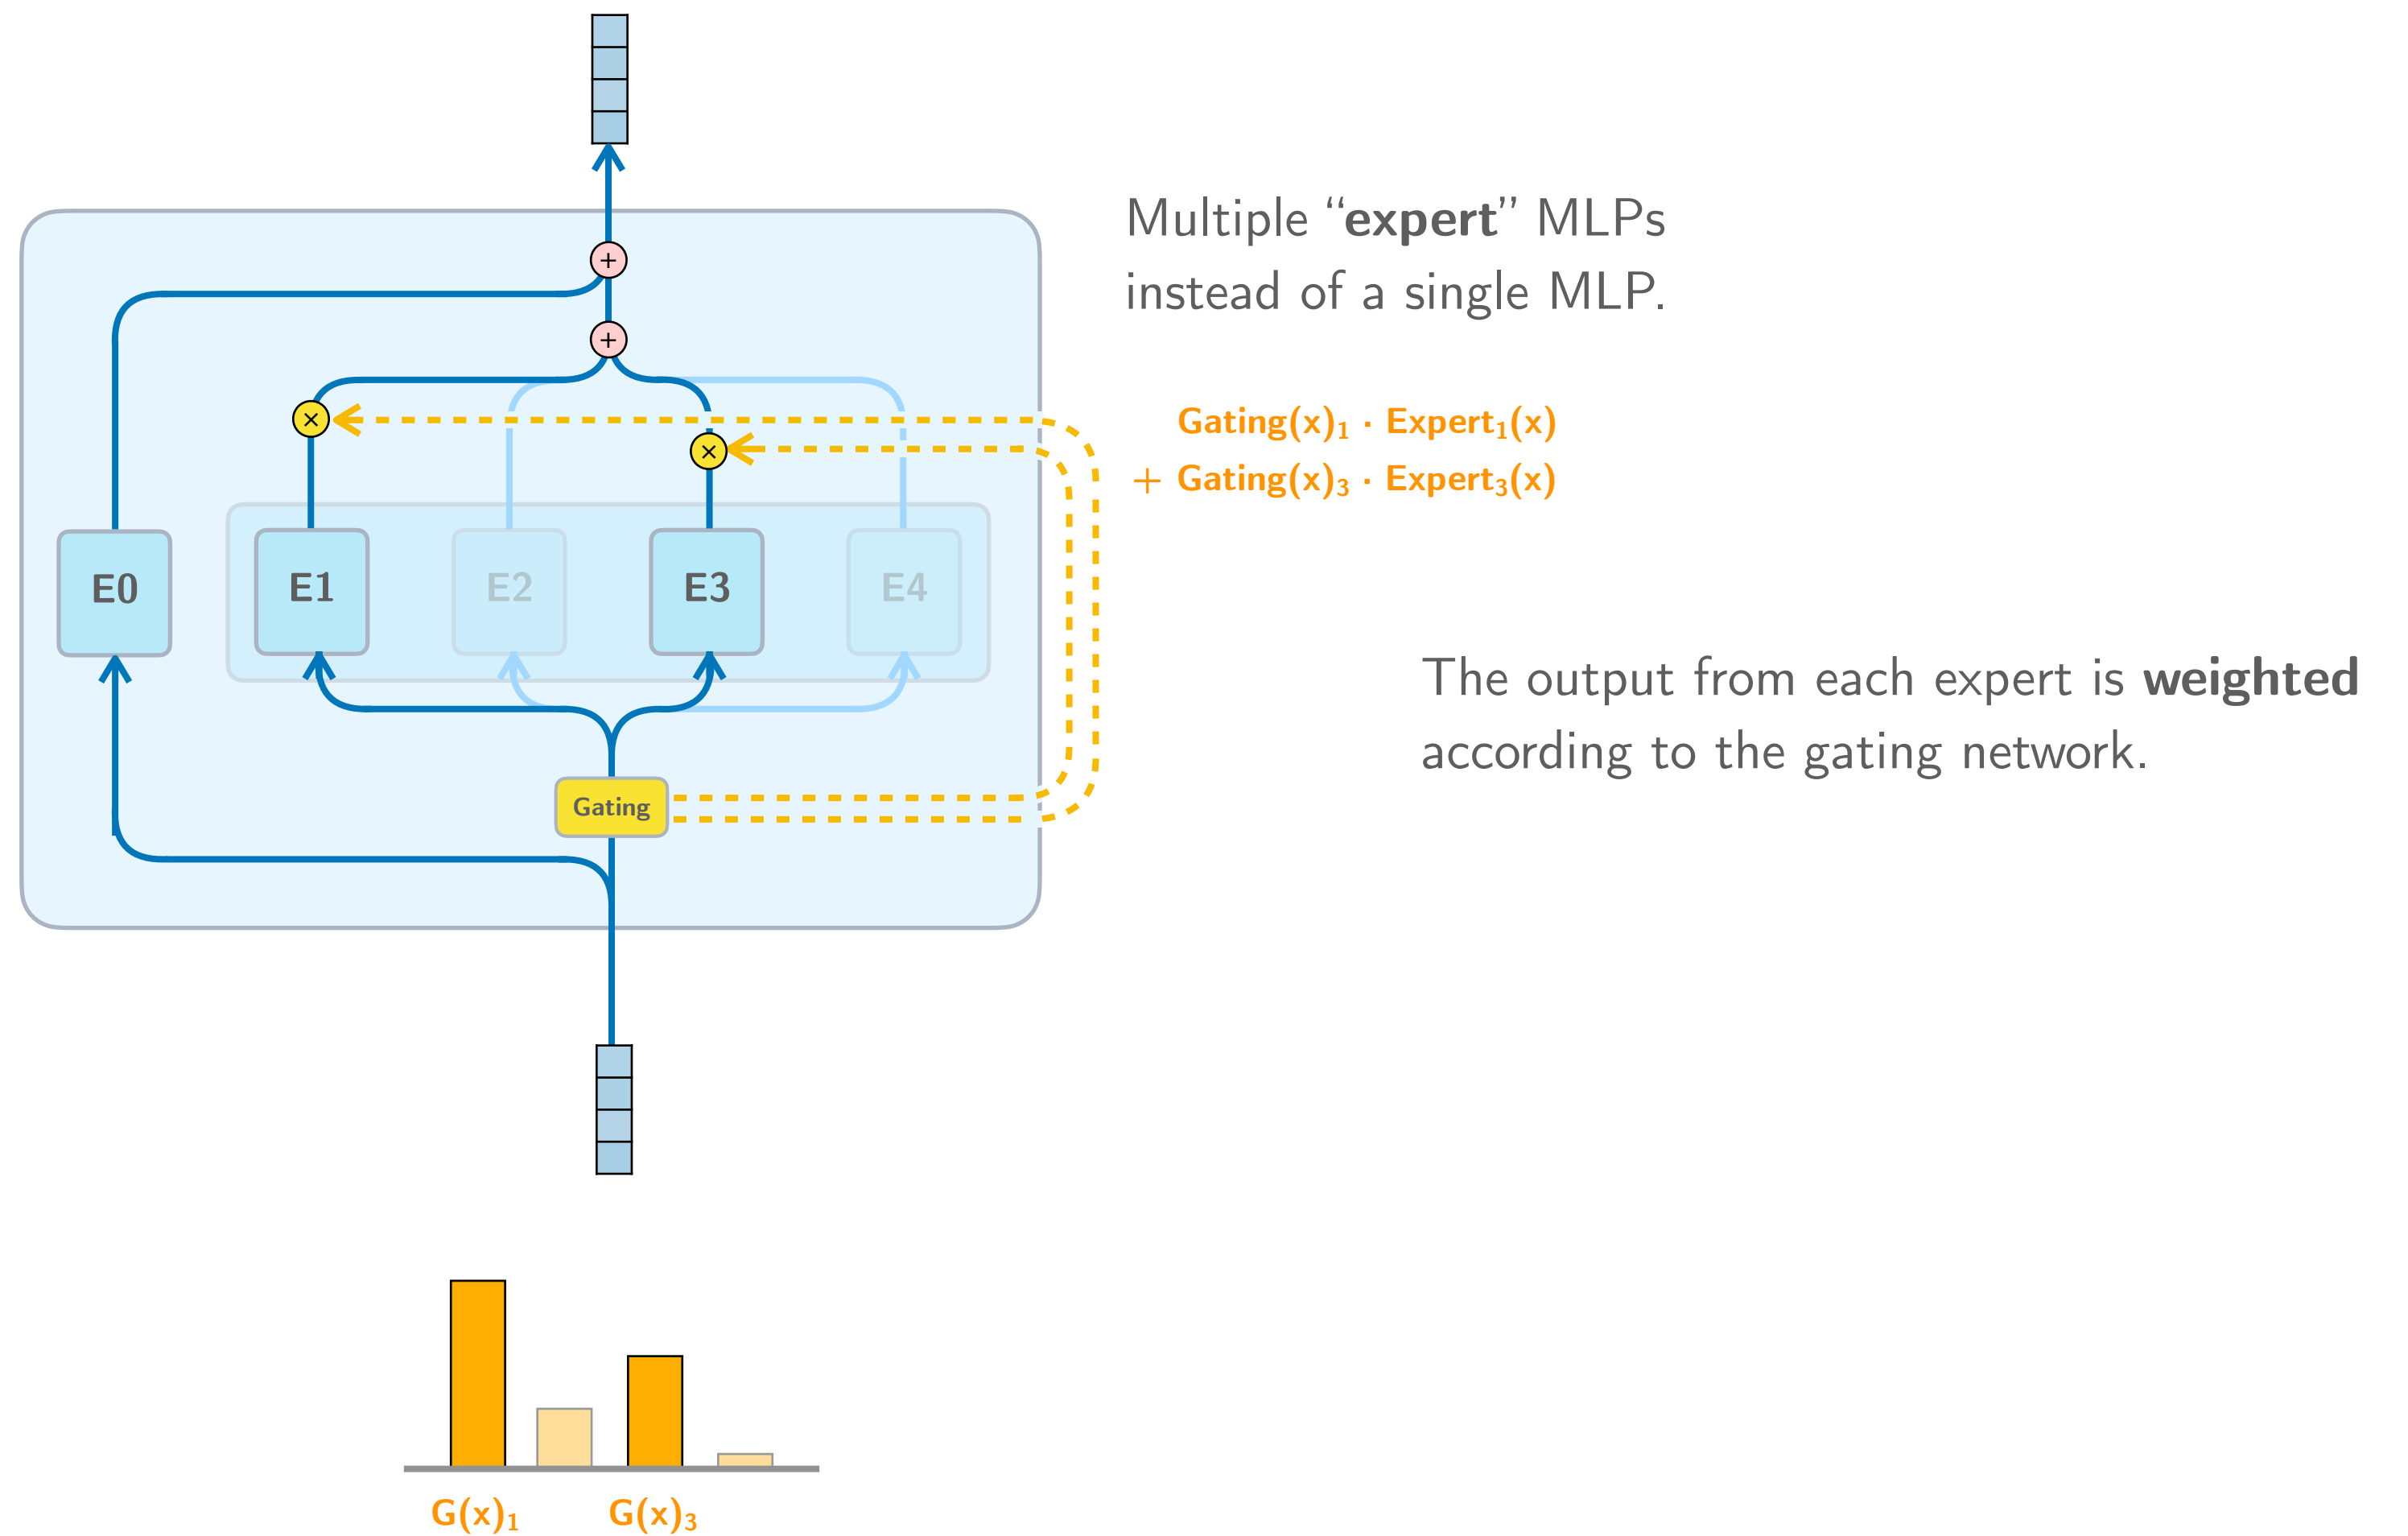 Multiple “expert” MLPs
instead of a single MLP.
+
+
×
×
Gating(x)₁ · Expert₁(x)
+ Gating(x)₃ · Expert₃(x)
E0
E1
E2
E3
E4
The output from each expert is weighted
according to the gating network.
Gating
G(x)₁
G(x)₃